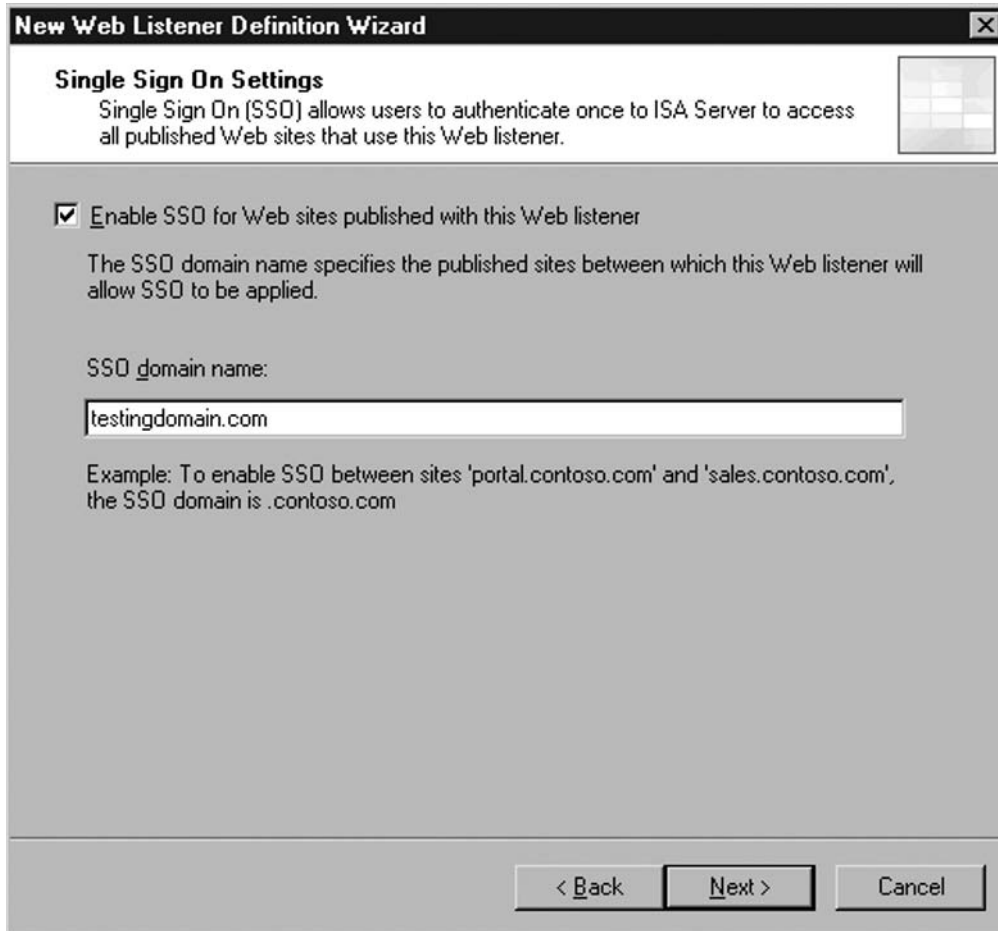 New Web Listener Definition Wizard
Single Sign On Settings
Single Sign On (SSO) allows users to authenticate once to ISA Server to access
all published Web sites that use this Web listener.
Enable SSO for Web sites published with this Web listener
The SSO domain name specifies the published sites between which this Web listener will
allow SSO to be applied.
SSO domain name:
testingdomain.com
Example: To enable SSO between sites 'portal.contoso.com' and 'sales.contoso.com',
the SSO domain is .contoso.com
< Back Next > Cancel